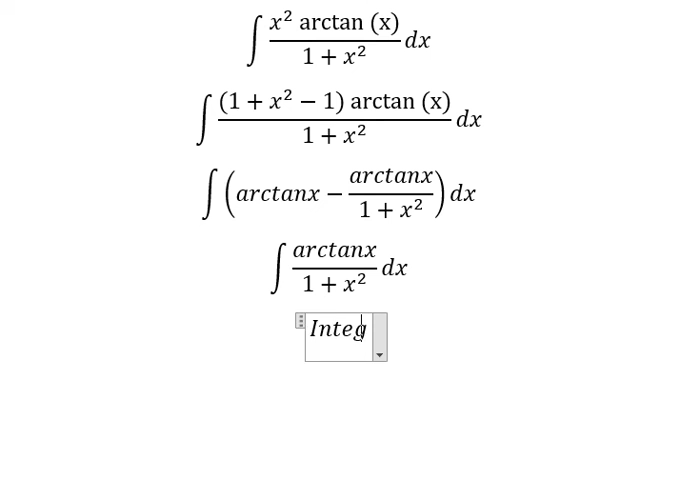 ∫ x² arctan (x) / 1 + x² dx
∫ (1 + x² − 1) arctan (x) / 1 + x² dx
∫ (arctanx − arctanx / 1 + x²) dx
∫ arctanx / 1 + x² dx
Integ